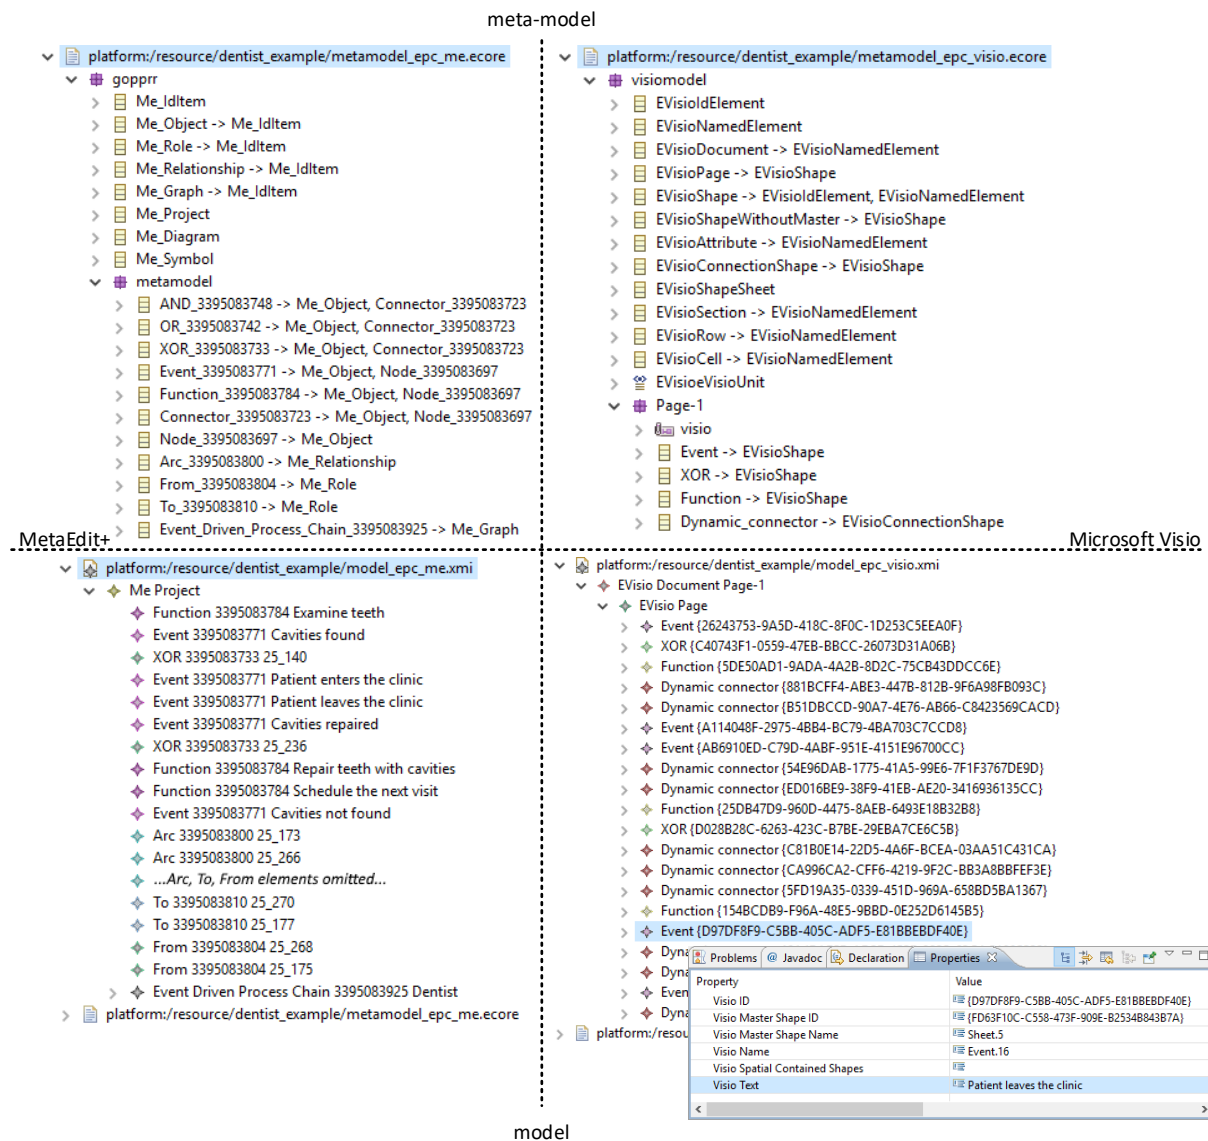 meta-model
platform:/resource/dentist_example/metamodel_epc_me.ecore
gopprr
Me_IdItem
Me_Object -> Me_IdItem
Me_Role -> Me_IdItem
Me_Relationship -> Me_IdItem
Me_Graph -> Me_IdItem
Me_Project
Me_Diagram
Me_Symbol
metamodel
AND_3395083748 -> Me_Object, Connector_3395083723
OR_3395083742 -> Me_Object, Connector_3395083723
XOR_3395083733 -> Me_Object, Connector_3395083723
Event_3395083771 -> Me_Object, Node_3395083697
Function_3395083784 -> Me_Object, Node_3395083697
Connector_3395083723 -> Me_Object, Node_3395083697
Node_3395083697 -> Me_Object
Arc_3395083800 -> Me_Relationship
From_3395083804 -> Me_Role
To_3395083810 -> Me_Role
Event_Driven_Process_Chain_3395083925 -> Me_Graph
MetaEdit+
platform:/resource/dentist_example/metamodel_epc_visio.ecore
visiomodel
EVisioIdElement
EVisioNamedElement
EVisioDocument -> EVisioNamedElement
EVisioPage -> EVisioShape
EVisioShape -> EVisioIdElement, EVisioNamedElement
EVisioShapeWithoutMaster -> EVisioShape
EVisioAttribute -> EVisioNamedElement
EVisioConnectionShape -> EVisioShape
EVisioShapeSheet
EVisioSection -> EVisioNamedElement
EVisioRow -> EVisioNamedElement
EVisioCell -> EVisioNamedElement
EVisioeVisioUnit
Page-1
visio
Event -> EVisioShape
XOR -> EVisioShape
Function -> EVisioShape
Dynamic_connector -> EVisioConnectionShape
Microsoft Visio
platform:/resource/dentist_example/model_epc_me.xmi
Me Project
Function 3395083784 Examine teeth
Event 3395083771 Cavities found
XOR 3395083733 25_140
Event 3395083771 Patient enters the clinic
Event 3395083771 Patient leaves the clinic
Event 3395083771 Cavities repaired
XOR 3395083733 25_236
Function 3395083784 Repair teeth with cavities
Function 3395083784 Schedule the next visit
Event 3395083771 Cavities not found
Arc 3395083800 25_173
Arc 3395083800 25_266
...Arc, To, From elements omitted...
To 3395083810 25_270
To 3395083810 25_177
From 3395083804 25_268
From 3395083804 25_175
Event Driven Process Chain 3395083925 Dentist
platform:/resource/dentist_example/metamodel_epc_me.ecore
platform:/resource/dentist_example/model_epc_visio.xmi
EVisio Document Page-1
EVisio Page
Event {26243753-9A5D-418C-8F0C-1D253C5EEA0F}
XOR {C40743F1-0559-47EB-BBCC-26073D31A06B}
Function {5DE50AD1-9ADA-4A2B-8D2C-75CB43DDCC6E}
Dynamic connector {881BCFF4-ABE3-447B-812B-9F6A98FB093C}
Dynamic connector {B51DBCCD-90A7-4E76-AB66-C8423569CACD}
Event {A114048F-2975-4BB4-BC79-4BA703C7CCD8}
Event {AB6910ED-C79D-4ABF-951E-4151E96700CC}
Dynamic connector {54E96DAB-1775-41A5-99E6-7F1F3767DE9D}
Dynamic connector {ED016BE9-38F9-41EB-AE20-3416936135CC}
Function {25DB47D9-960D-4475-8AEB-6493E18B32B8}
XOR {D028B28C-6263-423C-B7BE-29EBA7CE6C5B}
Dynamic connector {C81B0E14-22D5-4A6F-BCEA-03AA51C431CA}
Dynamic connector {CA996CA2-CFF6-4219-9F2C-BB3A8BBFEF3E}
Dynamic connector {5FD19A35-0339-451D-969A-658BD5BA1367}
Function {154BCDB9-F96A-48E5-9BBD-0E252D6145B5}
Event {D97DF8F9-C5BB-405C-ADF5-E81BBEBDF40E}
Dyna
Dyna
Even
Dyna
platform:/resou
Problems @ Javadoc Declaration Properties
Property Value
Visio ID {D97DF8F9-C5BB-405C-ADF5-E81BBEBDF40E}
Visio Master Shape ID {FD63F10C-C558-473F-909E-B2534B843B7A}
Visio Master Shape Name Sheet.5
Visio Name Event.16
Visio Spatial Contained Shapes
Visio Text Patient leaves the clinic
model